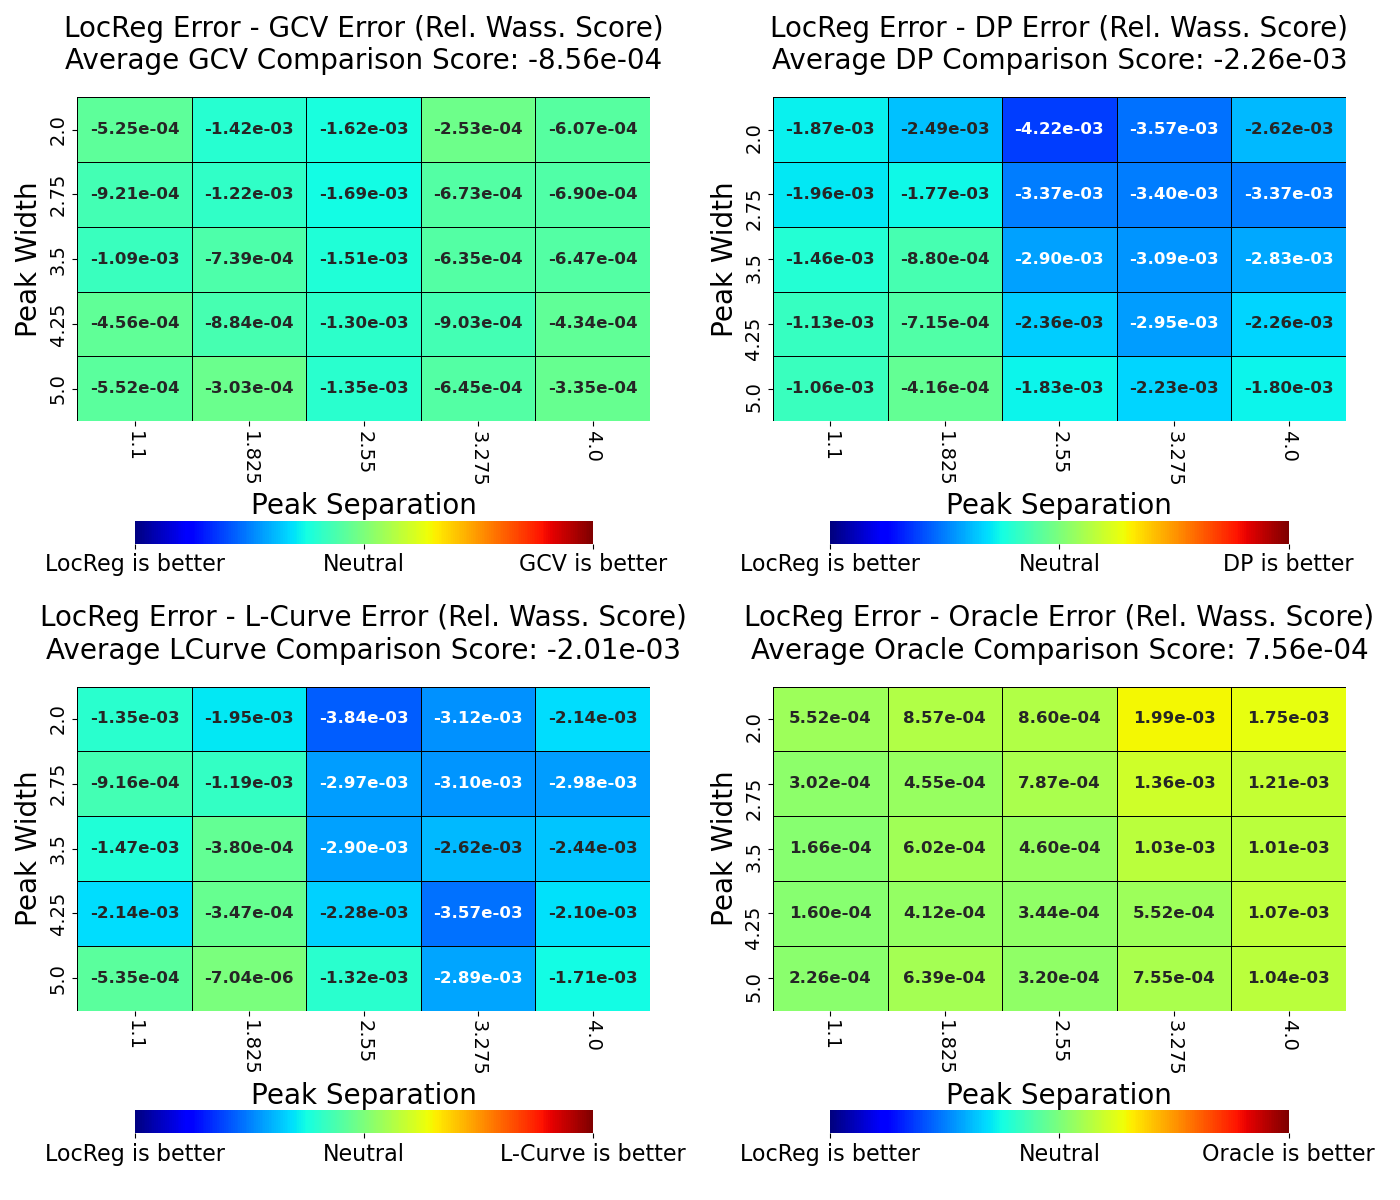 LocReg Error - GCV Error (Rel. Wass. Score)
Average GCV Comparison Score: -8.56e-04
Peak Width
2.0 -5.25e-04 -1.42e-03 -1.62e-03 -2.53e-04 -6.07e-04
2.75 -9.21e-04 -1.22e-03 -1.69e-03 -6.73e-04 -6.90e-04
3.5 -1.09e-03 -7.39e-04 -1.51e-03 -6.35e-04 -6.47e-04
4.25 -4.56e-04 -8.84e-04 -1.30e-03 -9.03e-04 -4.34e-04
5.0 -5.52e-04 -3.03e-04 -1.35e-03 -6.45e-04 -3.35e-04
1.1 1.825 2.55 3.275 4.0
Peak Separation
LocReg is better Neutral GCV is better
LocReg Error - DP Error (Rel. Wass. Score)
Average DP Comparison Score: -2.26e-03
Peak Width
2.0 -1.87e-03 -2.49e-03 -4.22e-03 -3.57e-03 -2.62e-03
2.75 -1.96e-03 -1.77e-03 -3.37e-03 -3.40e-03 -3.37e-03
3.5 -1.46e-03 -8.80e-04 -2.90e-03 -3.09e-03 -2.83e-03
4.25 -1.13e-03 -7.15e-04 -2.36e-03 -2.95e-03 -2.26e-03
5.0 -1.06e-03 -4.16e-04 -1.83e-03 -2.23e-03 -1.80e-03
1.1 1.825 2.55 3.275 4.0
Peak Separation
LocReg is better Neutral DP is better
LocReg Error - L-Curve Error (Rel. Wass. Score)
Average LCurve Comparison Score: -2.01e-03
Peak Width
2.0 -1.35e-03 -1.95e-03 -3.84e-03 -3.12e-03 -2.14e-03
2.75 -9.16e-04 -1.19e-03 -2.97e-03 -3.10e-03 -2.98e-03
3.5 -1.47e-03 -3.80e-04 -2.90e-03 -2.62e-03 -2.44e-03
4.25 -2.14e-03 -3.47e-04 -2.28e-03 -3.57e-03 -2.10e-03
5.0 -5.35e-04 -7.04e-06 -1.32e-03 -2.89e-03 -1.71e-03
1.1 1.825 2.55 3.275 4.0
Peak Separation
LocReg is better Neutral L-Curve is better
LocReg Error - Oracle Error (Rel. Wass. Score)
Average Oracle Comparison Score: 7.56e-04
Peak Width
2.0 5.52e-04 8.57e-04 8.60e-04 1.99e-03 1.75e-03
2.75 3.02e-04 4.55e-04 7.87e-04 1.36e-03 1.21e-03
3.5 1.66e-04 6.02e-04 4.60e-04 1.03e-03 1.01e-03
4.25 1.60e-04 4.12e-04 3.44e-04 5.52e-04 1.07e-03
5.0 2.26e-04 6.39e-04 3.20e-04 7.55e-04 1.04e-03
1.1 1.825 2.55 3.275 4.0
Peak Separation
LocReg is better Neutral Oracle is better